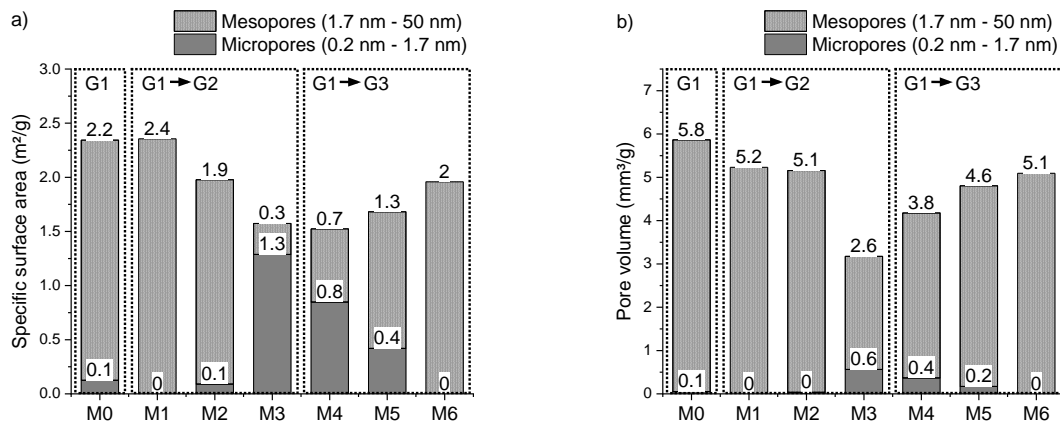 a)
Mesopores (1.7 nm - 50 nm)
Micropores (0.2 nm - 1.7 nm)
Specific surface area (m²/g)
3.0
2.5
2.0
1.5
1.0
0.5
0.0
G1
G1 → G2
G1 → G3
2.2
2.4
1.9
0.3
0.7
1.3
2
0.1
0
0.1
1.3
0.8
0.4
0
M0 M1 M2 M3 M4 M5 M6
b)
Mesopores (1.7 nm - 50 nm)
Micropores (0.2 nm - 1.7 nm)
Pore volume (mm³/g)
7
6
5
4
3
2
1
0
G1
G1 → G2
G1 → G3
5.8
5.2
5.1
2.6
3.8
4.6
5.1
0.1
0
0
0.6
0.4
0.2
0
M0 M1 M2 M3 M4 M5 M6